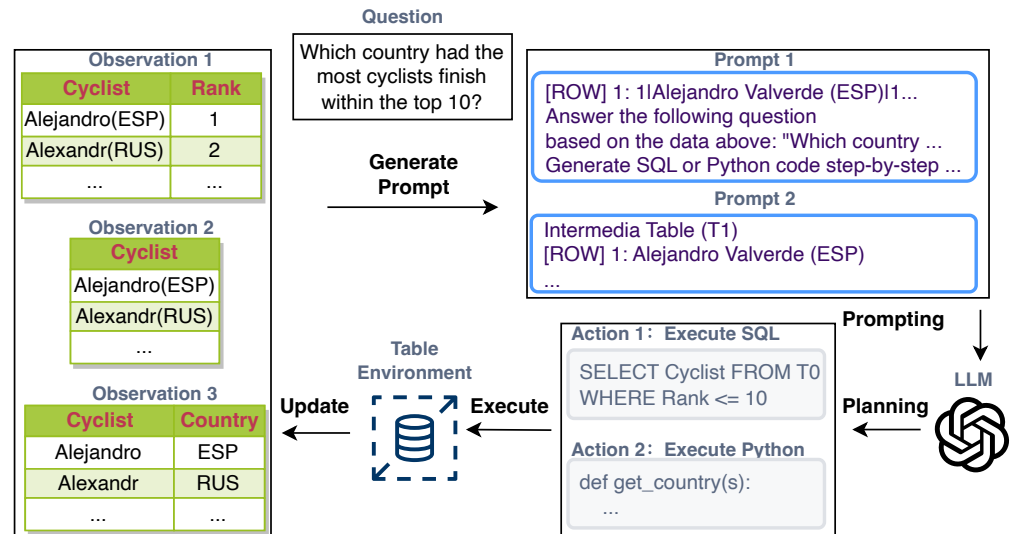 Question
Which country had the
most cyclists finish
within the top 10?
Observation 1
Cyclist Rank
Alejandro(ESP) 1
Alexandr(RUS) 2
... ...
Observation 2
Cyclist
Alejandro(ESP)
Alexandr(RUS)
...
Observation 3
Cyclist Country
Alejandro ESP
Alexandr RUS
... ...
Generate
Prompt
Prompt 1
[ROW] 1: 1|Alejandro Valverde (ESP)|1...
Answer the following question
based on the data above: "Which country ...
Generate SQL or Python code step-by-step ...
Prompt 2
Intermedia Table (T1)
[ROW] 1: Alejandro Valverde (ESP)
...
Prompting
LLM
Planning
Action 1：Execute SQL
SELECT Cyclist FROM T0
WHERE Rank <= 10
Action 2：Execute Python
def get_country(s):
...
Execute
Table
Environment
Update